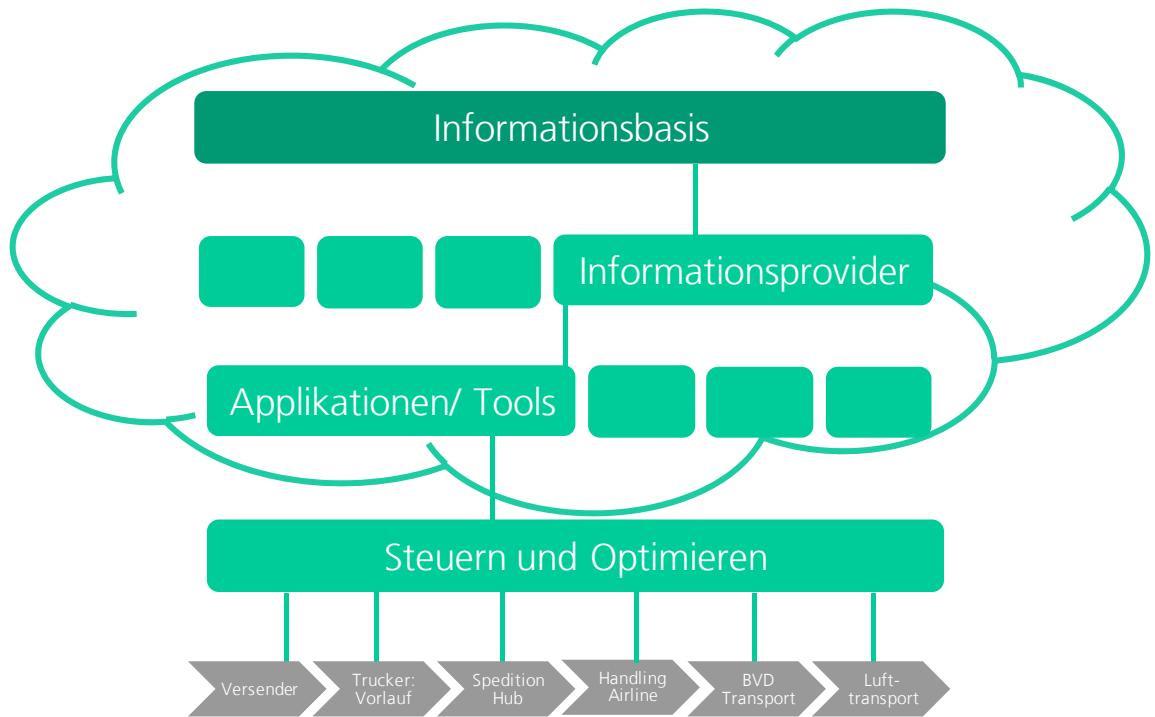 Informationsbasis
Informationsprovider
Applikationen/ Tools
Steuern und Optimieren
Versender
Trucker:
Vorlauf
Spedition
Hub
Handling
Airline
BVD
Transport
Luft-
transport